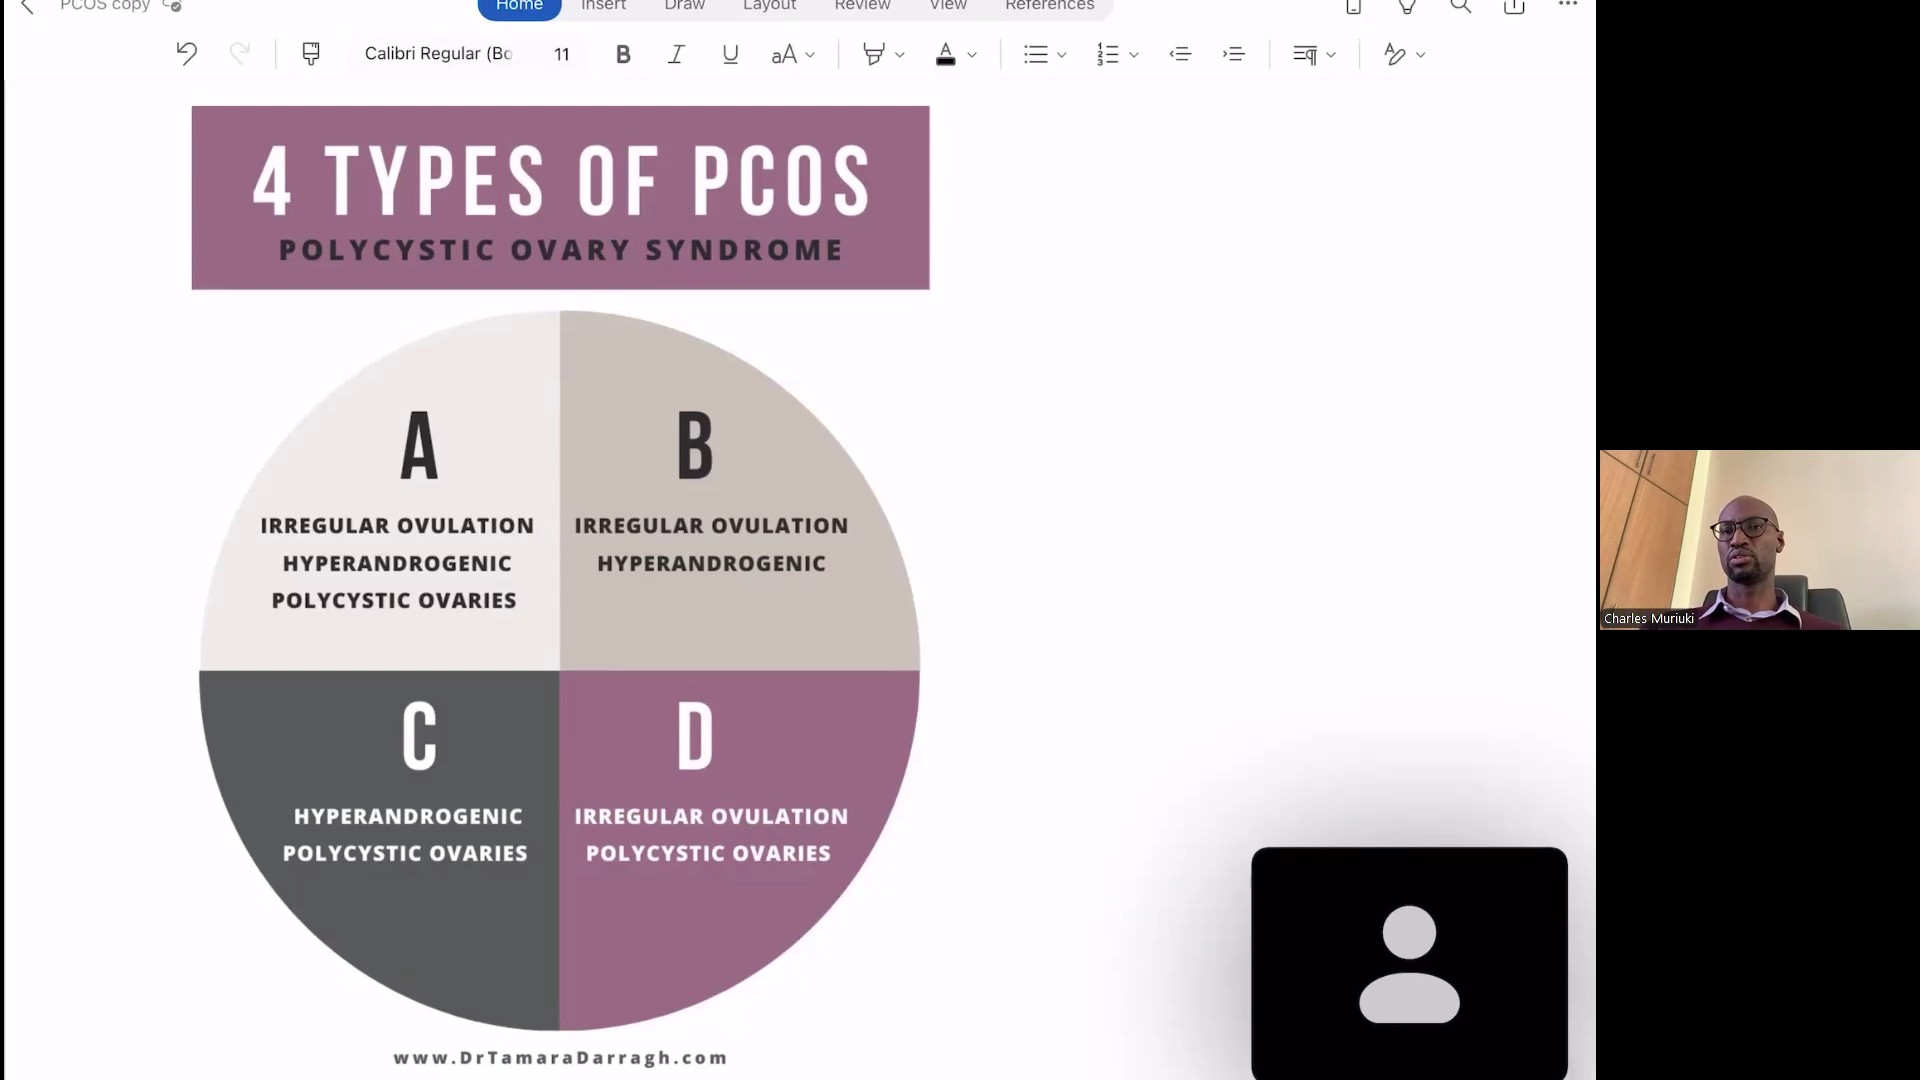 PCOS copy
Home
Insert
Draw
Layout
Review
View
References
Calibri Regular (Bo
11
B
I
U
aA
A
4 TYPES OF PCOS
POLYCYSTIC OVARY SYNDROME
A
IRREGULAR OVULATION
HYPERANDROGENIC
POLYCYSTIC OVARIES
B
IRREGULAR OVULATION
HYPERANDROGENIC
C
HYPERANDROGENIC
POLYCYSTIC OVARIES
D
IRREGULAR OVULATION
POLYCYSTIC OVARIES
www.DrTamaraDarragh.com
Charles Muriuki